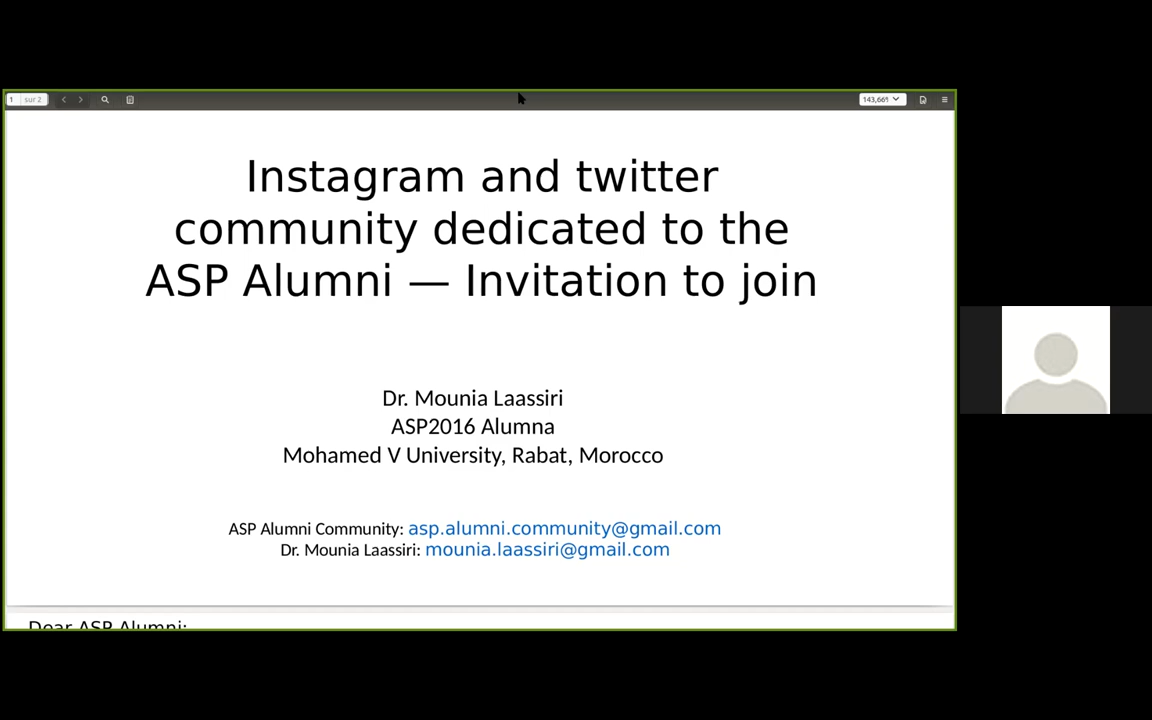 1 sur 2
143,66%
Instagram and twitter
community dedicated to the
ASP Alumni — Invitation to join
Dr. Mounia Laassiri
ASP2016 Alumna
Mohamed V University, Rabat, Morocco
ASP Alumni Community: asp.alumni.community@gmail.com
Dr. Mounia Laassiri: mounia.laassiri@gmail.com
Dear ASP Alumni: